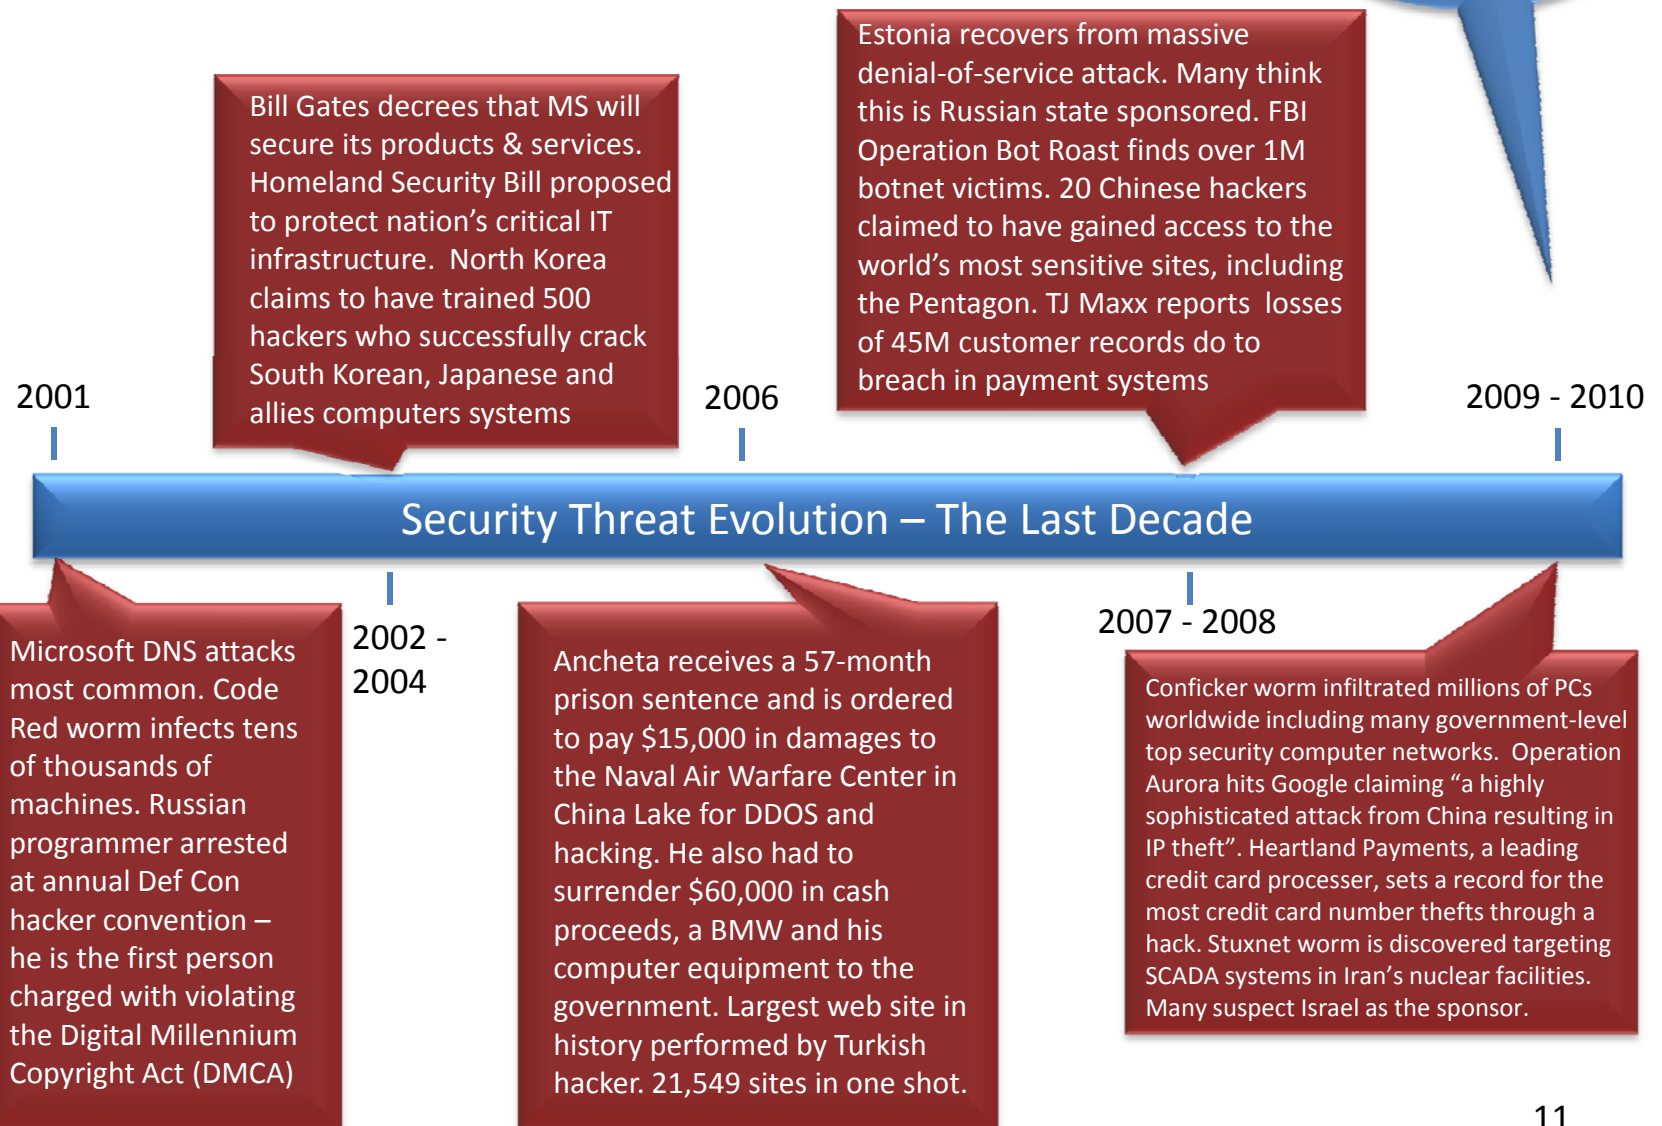 Bill Gates decrees that MS will
secure its products & services.
Homeland Security Bill proposed
to protect nation's critical IT
infrastructure.  North Korea
claims to have trained 500
hackers who successfully crack
South Korean, Japanese and
allies computers systems
Estonia recovers from massive
denial-of-service attack. Many think
this is Russian state sponsored. FBI
Operation Bot Roast finds over 1M
botnet victims. 20 Chinese hackers
claimed to have gained access to the
world's most sensitive sites, including
the Pentagon. TJ Maxx reports  losses
of 45M customer records do to
breach in payment systems
2001
2006
2009 - 2010
Security Threat Evolution – The Last Decade
2002 -
2004
2007 - 2008
Microsoft DNS attacks
most common. Code
Red worm infects tens
of thousands of
machines. Russian
programmer arrested
at annual Def Con
hacker convention –
he is the first person
charged with violating
the Digital Millennium
Copyright Act (DMCA)
Ancheta receives a 57-month
prison sentence and is ordered
to pay $15,000 in damages to
the Naval Air Warfare Center in
China Lake for DDOS and
hacking. He also had to
surrender $60,000 in cash
proceeds, a BMW and his
computer equipment to the
government. Largest web site in
history performed by Turkish
hacker. 21,549 sites in one shot.
Conficker worm infiltrated millions of PCs
worldwide including many government-level
top security computer networks.  Operation
Aurora hits Google claiming “a highly
sophisticated attack from China resulting in
IP theft”. Heartland Payments, a leading
credit card processer, sets a record for the
most credit card number thefts through a
hack. Stuxnet worm is discovered targeting
SCADA systems in Iran's nuclear facilities.
Many suspect Israel as the sponsor.
11